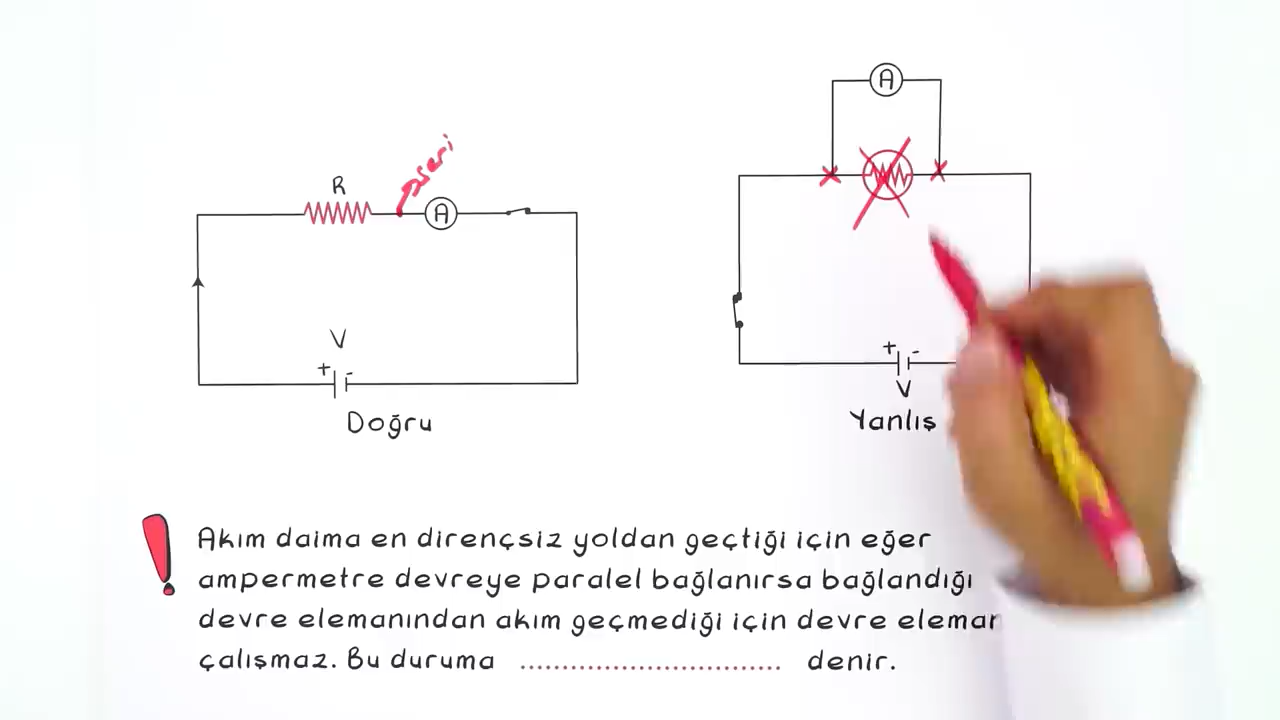 A
seri
R
A
V
+ -
+ -
V
Doğru
Yanlış
Akım daima en dirençsiz yoldan geçtiği için eğer
ampermetre devreye paralel bağlanırsa bağlandığı
devre elemanından akım geçmediği için devre
çalışmaz. Bu duruma ............................. denir.